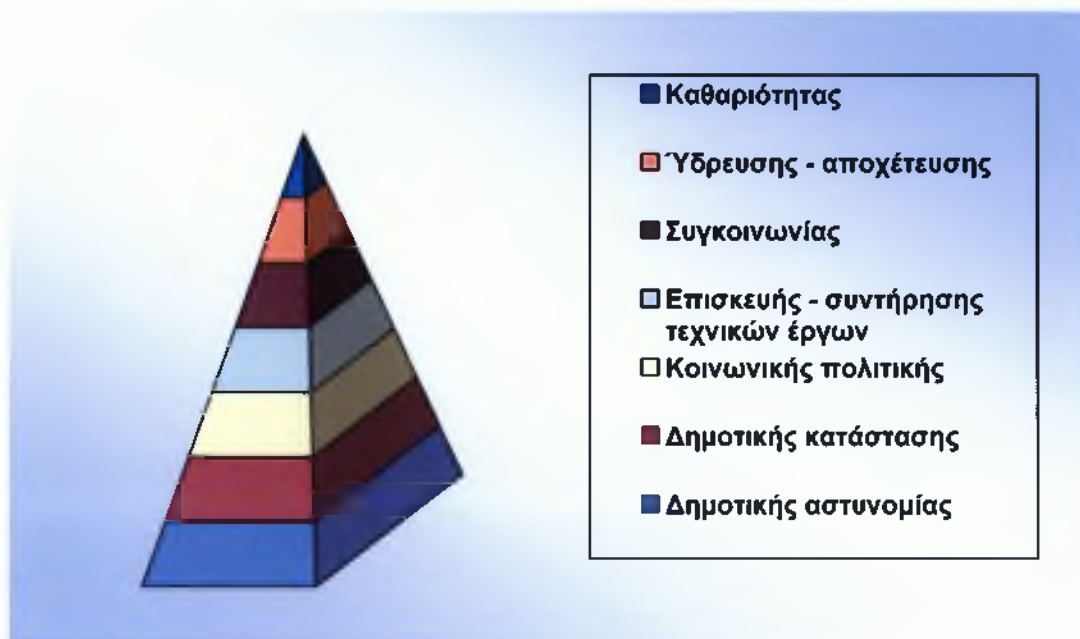 Καθαριότητας
Ύδρευσης - αποχέτευσης
Συγκοινωνίας
Επισκευής - συντήρησης
τεχνικών έργων
Κοινωνικής πολιτικής
Δημοτικής κατάστασης
Δημοτικής αστυνομίας